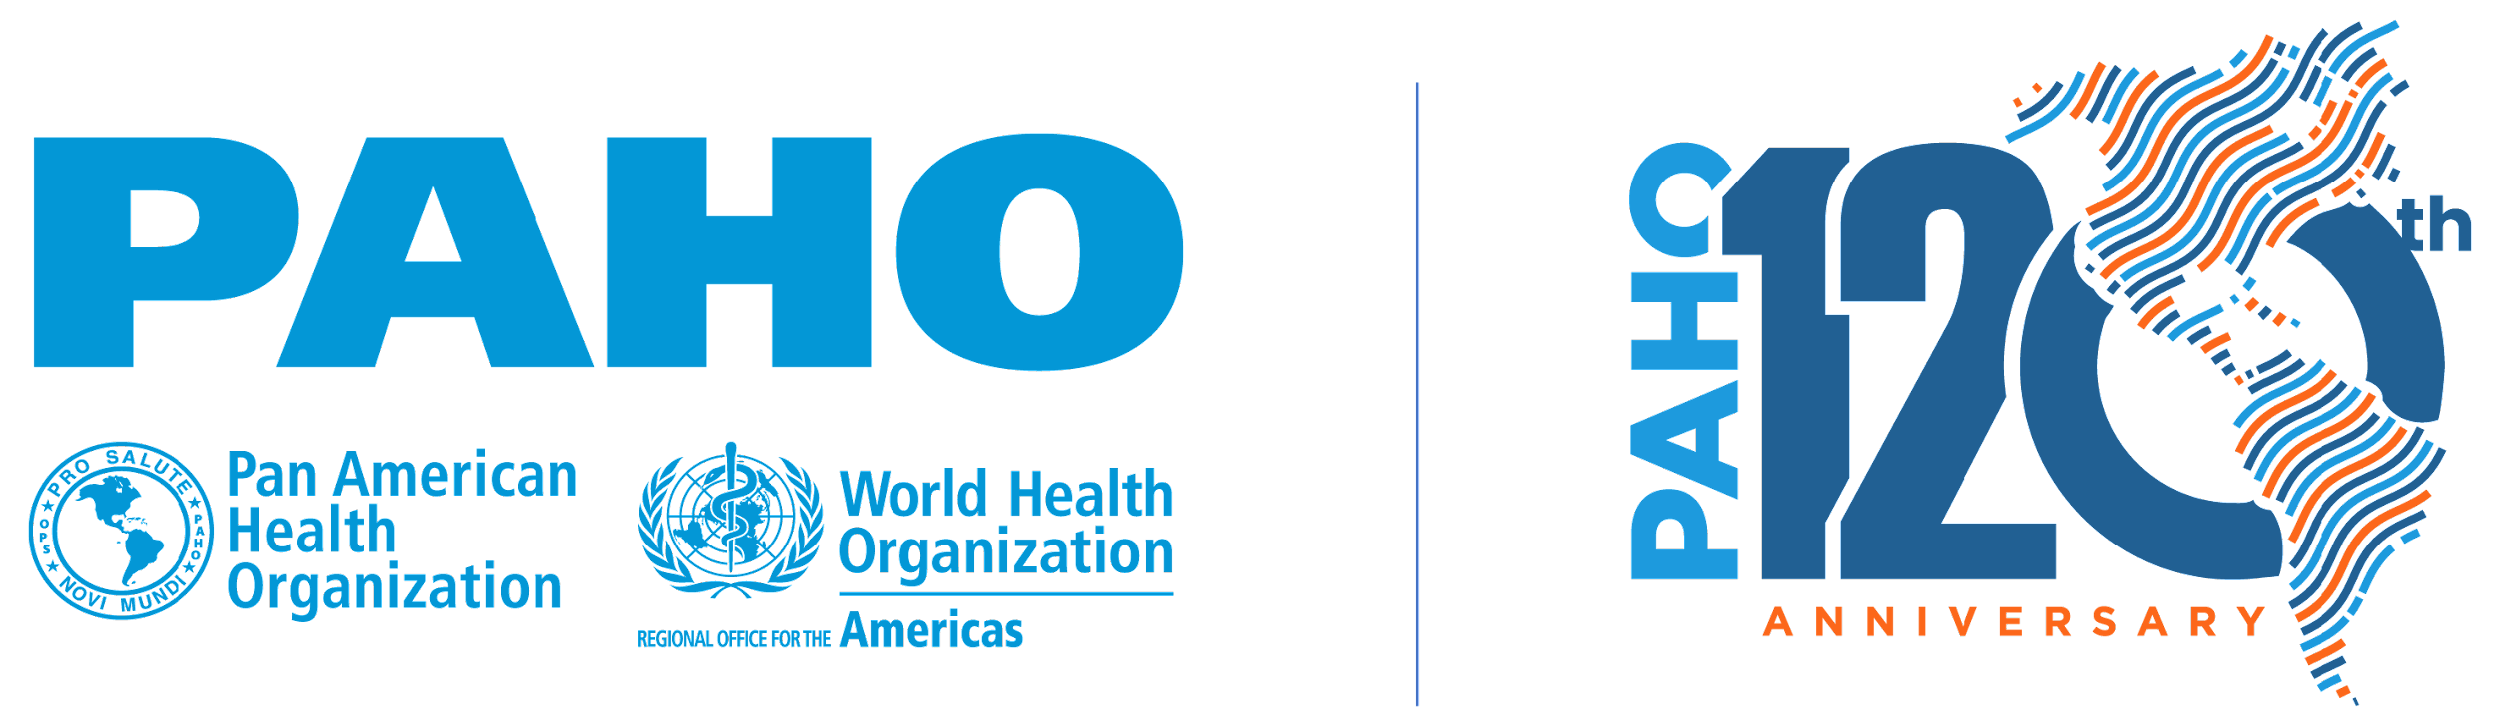 PAHO
PRO SALUTE
NOVI MUNDI
OPS
PAHO
Pan American
Health
Organization
World Health
Organization
REGIONAL OFFICE FOR THE Americas
PAHO
120th
ANNIVERSARY